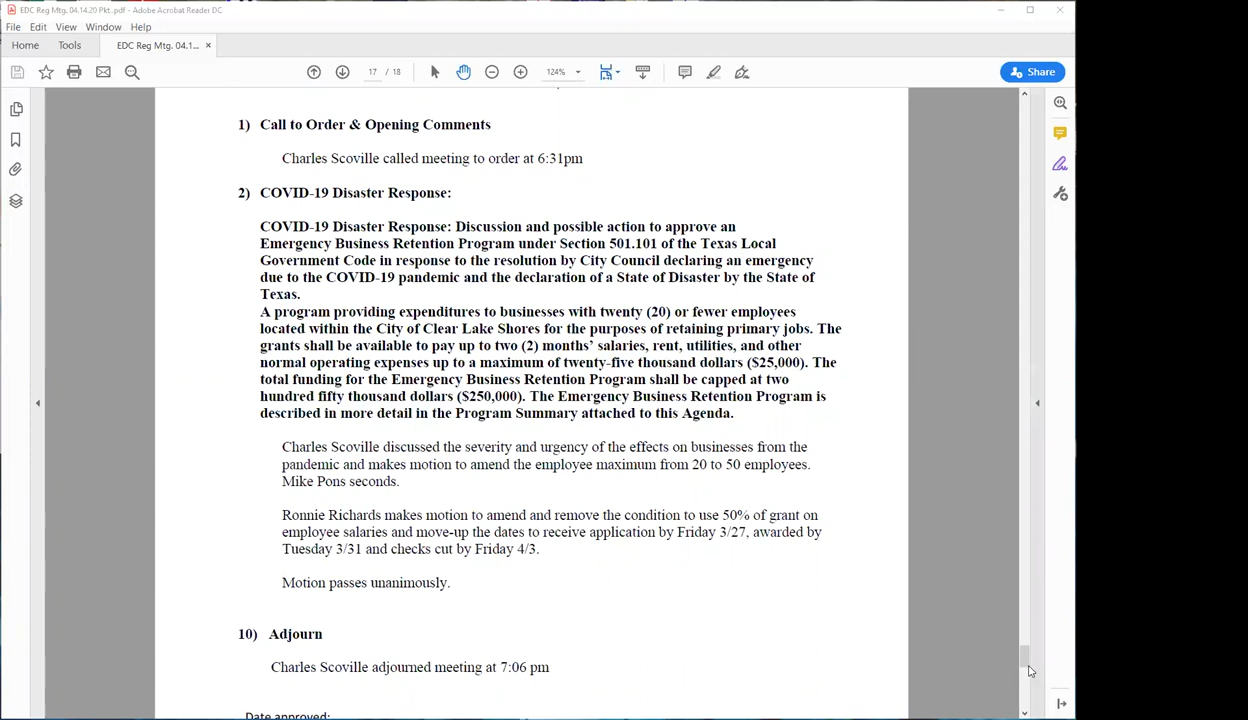 EDC Reg Mtg. 04.14.20 Pkt..pdf - Adobe Acrobat Reader DC
File Edit View Window Help
Home Tools EDC Reg Mtg. 04.1... ×
17 / 18 124% Share
1) Call to Order & Opening Comments
Charles Scoville called meeting to order at 6:31pm
2) COVID-19 Disaster Response:
COVID-19 Disaster Response: Discussion and possible action to approve an
Emergency Business Retention Program under Section 501.101 of the Texas Local
Government Code in response to the resolution by City Council declaring an emergency
due to the COVID-19 pandemic and the declaration of a State of Disaster by the State of
Texas.
A program providing expenditures to businesses with twenty (20) or fewer employees
located within the City of Clear Lake Shores for the purposes of retaining primary jobs. The
grants shall be available to pay up to two (2) months’ salaries, rent, utilities, and other
normal operating expenses up to a maximum of twenty-five thousand dollars ($25,000). The
total funding for the Emergency Business Retention Program shall be capped at two
hundred fifty thousand dollars ($250,000). The Emergency Business Retention Program is
described in more detail in the Program Summary attached to this Agenda.
Charles Scoville discussed the severity and urgency of the effects on businesses from the
pandemic and makes motion to amend the employee maximum from 20 to 50 employees.
Mike Pons seconds.
Ronnie Richards makes motion to amend and remove the condition to use 50% of grant on
employee salaries and move-up the dates to receive application by Friday 3/27, awarded by
Tuesday 3/31 and checks cut by Friday 4/3.
Motion passes unanimously.
10) Adjourn
Charles Scoville adjourned meeting at 7:06 pm
Date approved: